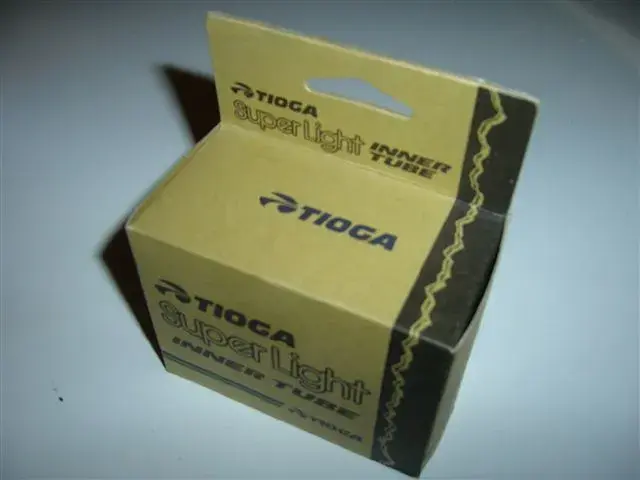 TIOGA
Super Light INNER
TUBE
TIOGA
TIOGA
Super Light
INNER TUBE
TIOGA